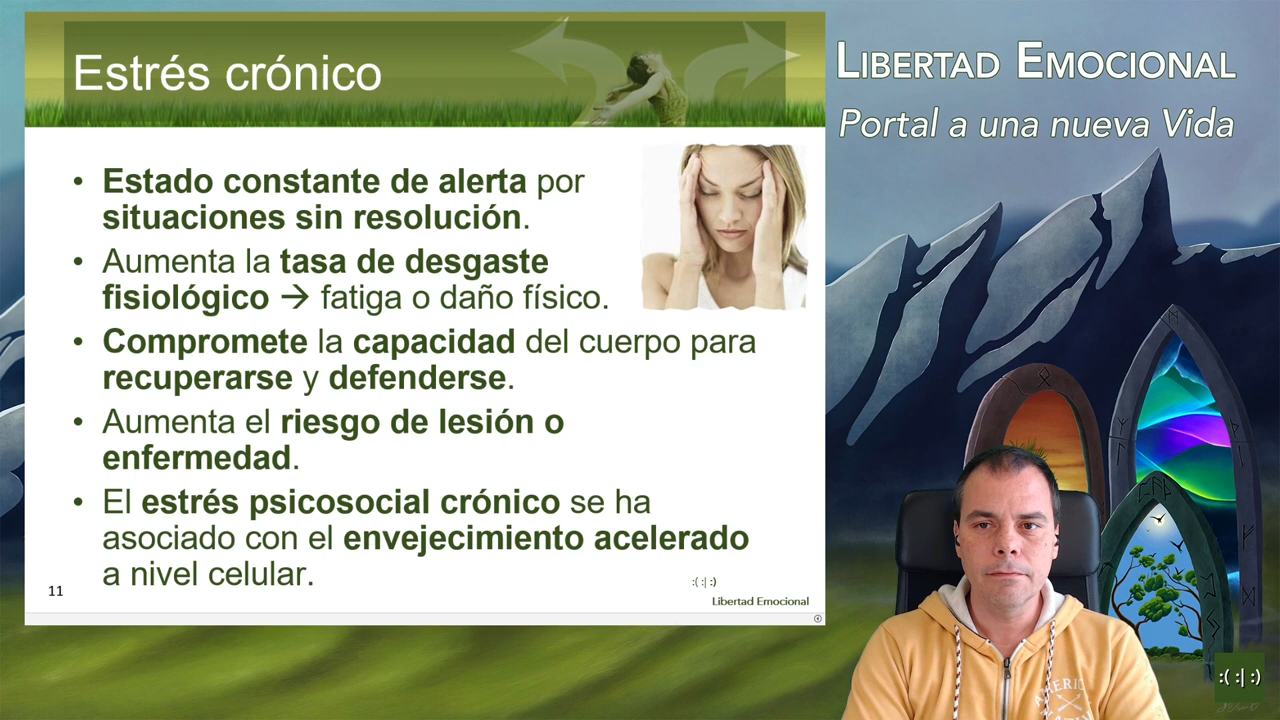 Estrés crónico
LIBERTAD EMOCIONAL
Portal a una nueva Vida
• Estado constante de alerta por
situaciones sin resolución.
• Aumenta la tasa de desgaste
fisiológico → fatiga o daño físico.
• Compromete la capacidad del cuerpo para
recuperarse y defenderse.
• Aumenta el riesgo de lesión o
enfermedad.
• El estrés psicosocial crónico se ha
asociado con el envejecimiento acelerado
a nivel celular.
11
:( :| :)
Libertad Emocional
:( :| :)